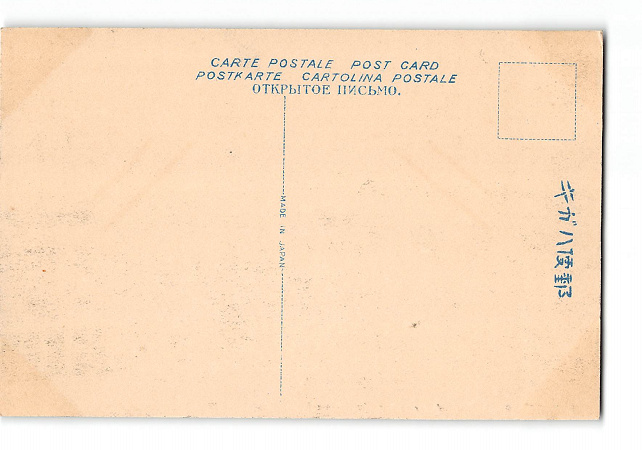 CARTE POSTALE POST CARD
POSTKARTE CARTOLINA POSTALE
ОТКРЫТОЕ ПИСЬМО.
MADE IN JAPAN
キガハ便郵